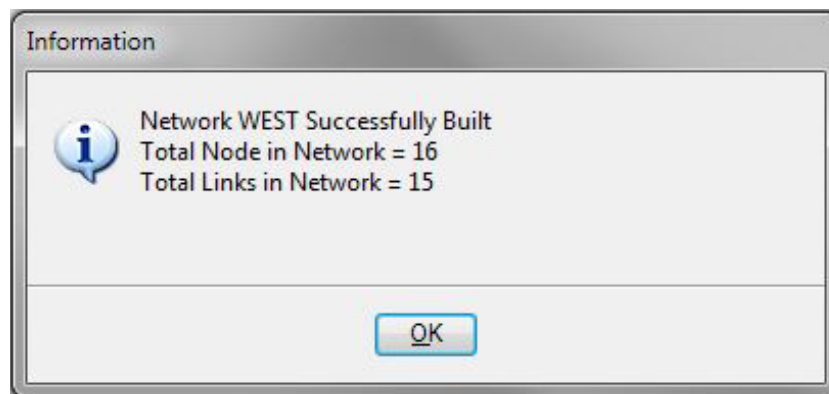 Information
Network WEST Successfully Built
Total Node in Network = 16
Total Links in Network = 15
OK